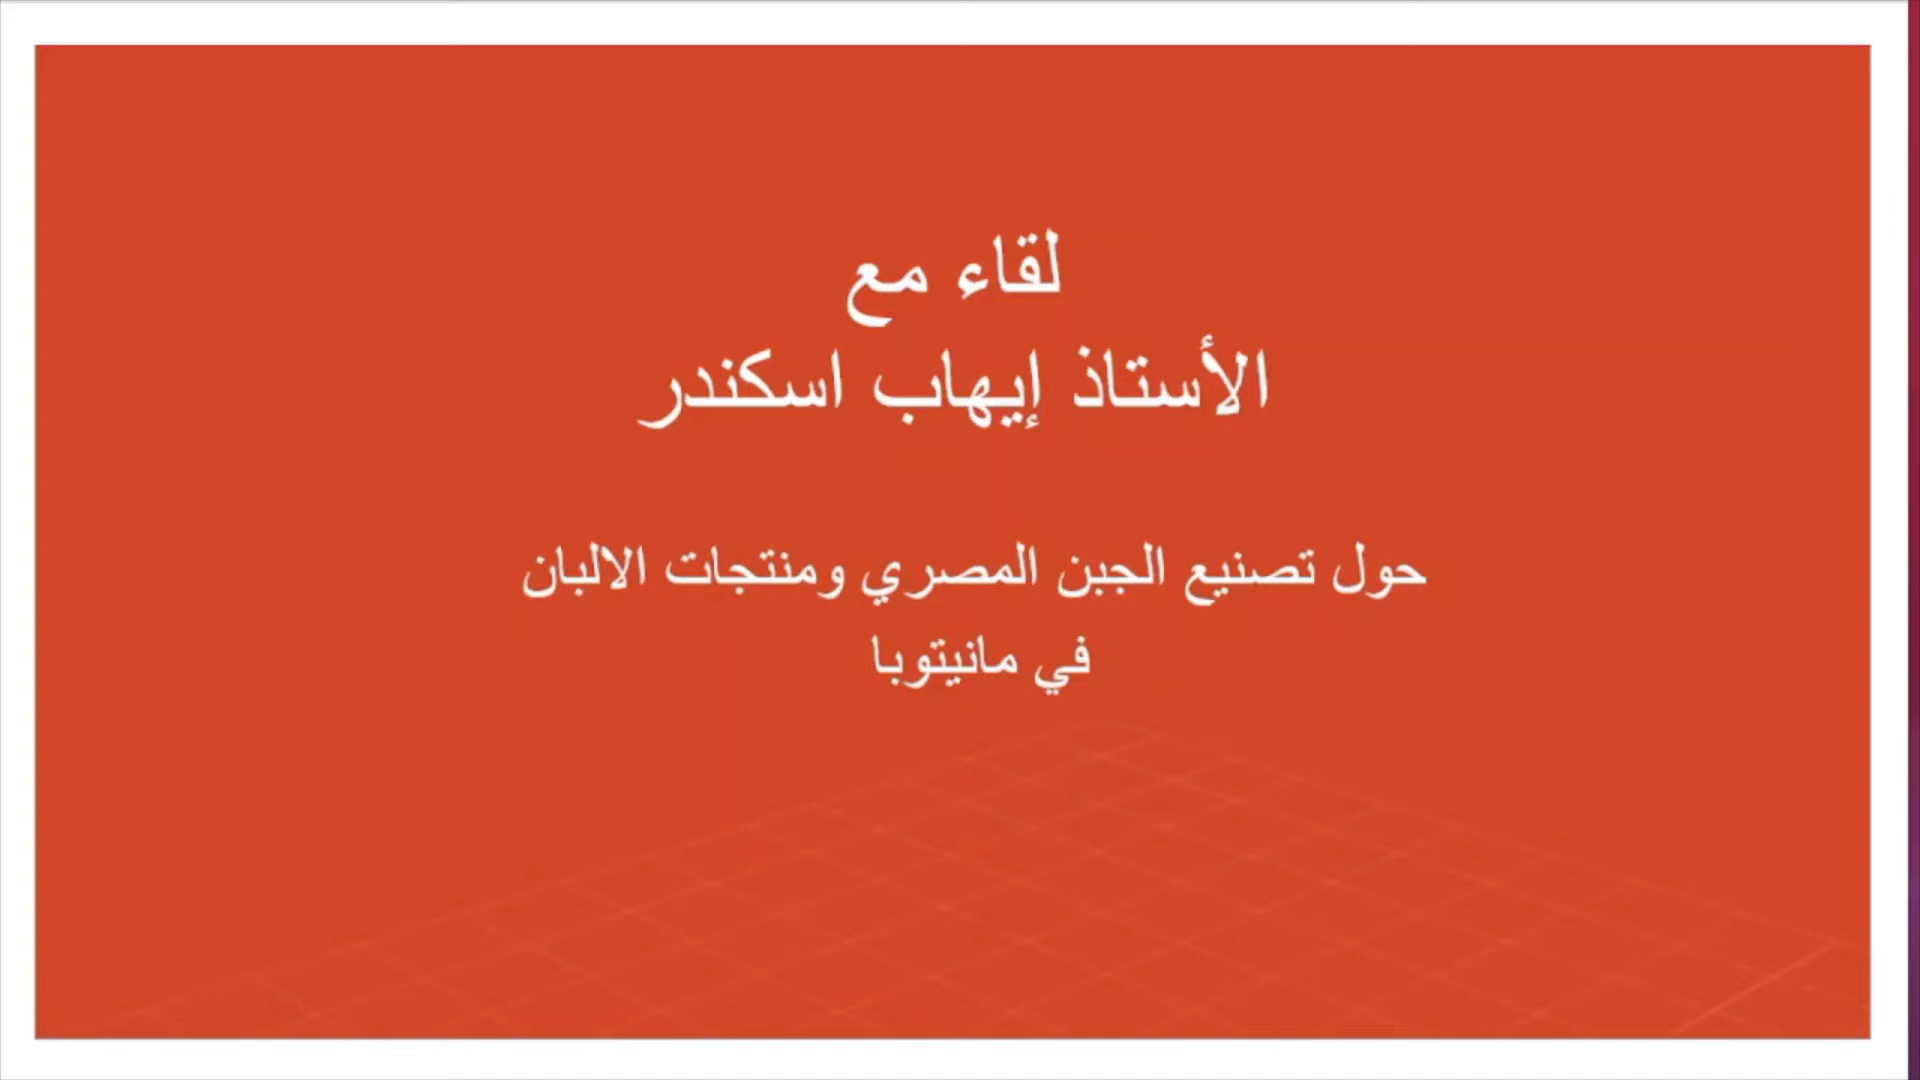 لقاء مع
الأستاذ إيهاب اسكندر
حول تصنيع الجبن المصري ومنتجات الالبان
في مانيتوبا